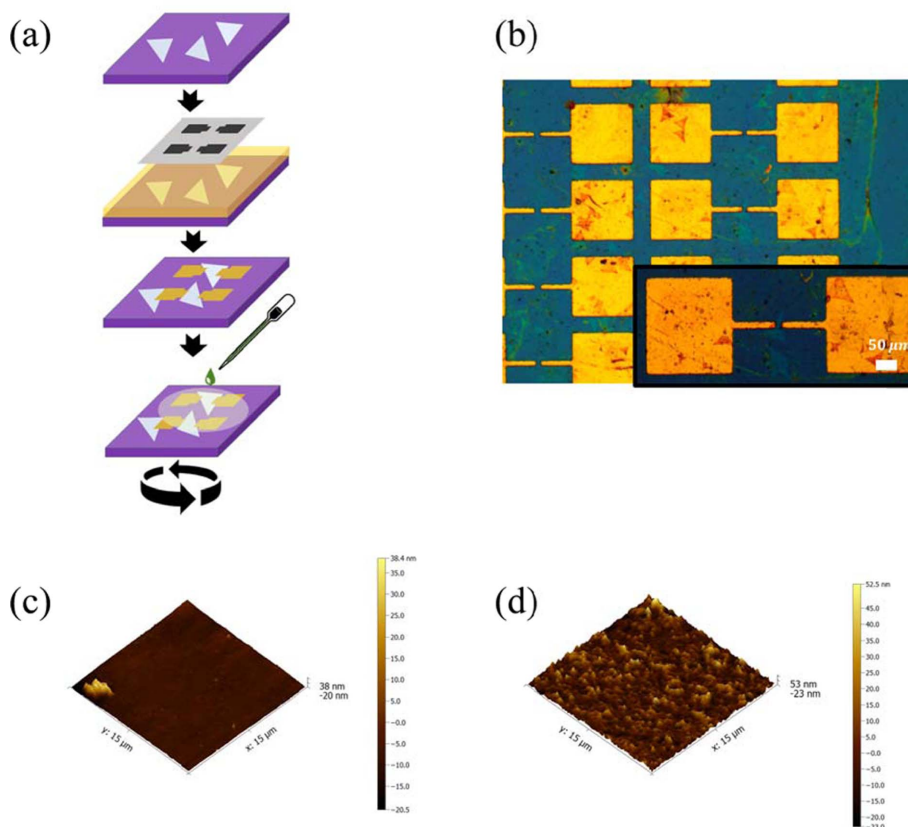 (a)
(b)
50 μm
(c)
38.4 nm
35.0
30.0
25.0
20.0
15.0
10.0
5.0
−0.0
−5.0
−10.0
−15.0
−20.5
38 nm
-20 nm
y: 15 μm
x: 15 μm
(d)
52.5 nm
45.0
40.0
35.0
30.0
25.0
20.0
15.0
10.0
5.0
−0.0
−5.0
−10.0
−15.0
−20.0
53 nm
-23 nm
y: 15 μm
x: 15 μm